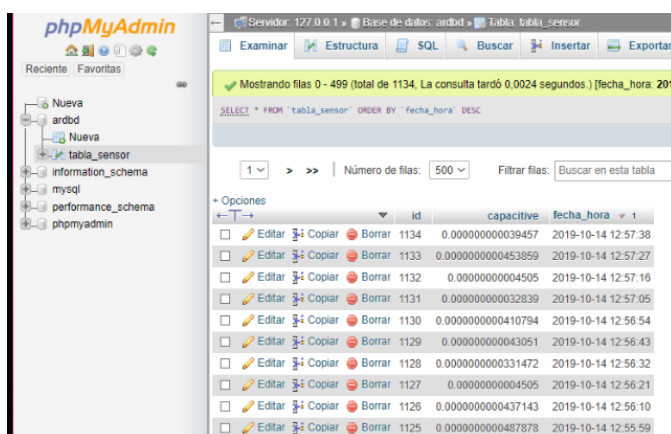 phpMyAdmin
Reciente Favoritas
Nueva
ardbd
Nueva
tabla_sensor
information_schema
mysql
performance_schema
phpmyadmin
Servidor: 127.0.0.1 » Base de datos: ardbd » Tabla: tabla_sensor
Examinar Estructura SQL Buscar Insertar Exportar
Mostrando filas 0 - 499 (total de 1134, La consulta tardó 0,0024 segundos.) [fecha_hora: 201
SELECT * FROM `tabla_sensor` ORDER BY `fecha_hora` DESC
1 > >> Número de filas: 500 Filtrar filas: Buscar en esta tabla
+ Opciones
←T→ id capacitive fecha_hora 1
Editar Copiar Borrar 1134 0.000000000039457 2019-10-14 12:57:38
Editar Copiar Borrar 1133 0.0000000000453859 2019-10-14 12:57:27
Editar Copiar Borrar 1132 0.00000000004505 2019-10-14 12:57:16
Editar Copiar Borrar 1131 0.000000000032839 2019-10-14 12:57:05
Editar Copiar Borrar 1130 0.0000000000410794 2019-10-14 12:56:54
Editar Copiar Borrar 1129 0.000000000043051 2019-10-14 12:56:43
Editar Copiar Borrar 1128 0.0000000000331472 2019-10-14 12:56:32
Editar Copiar Borrar 1127 0.00000000004505 2019-10-14 12:56:21
Editar Copiar Borrar 1126 0.0000000000437143 2019-10-14 12:56:10
Editar Copiar Borrar 1125 0.0000000000487878 2019-10-14 12:55:59